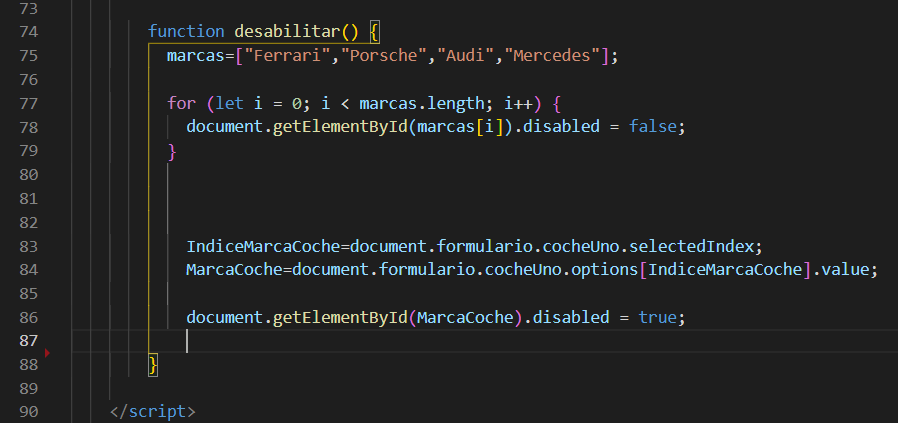 73
74 function desabilitar() {
75 marcas=["Ferrari","Porsche","Audi","Mercedes"];
76
77 for (let i = 0; i < marcas.length; i++) {
78 document.getElementById(marcas[i]).disabled = false;
79 }
80
81
82
83 IndiceMarcaCoche=document.formulario.cocheUno.selectedIndex;
84 MarcaCoche=document.formulario.cocheUno.options[IndiceMarcaCoche].value;
85
86 document.getElementById(MarcaCoche).disabled = true;
87
88 }
89
90 </script>